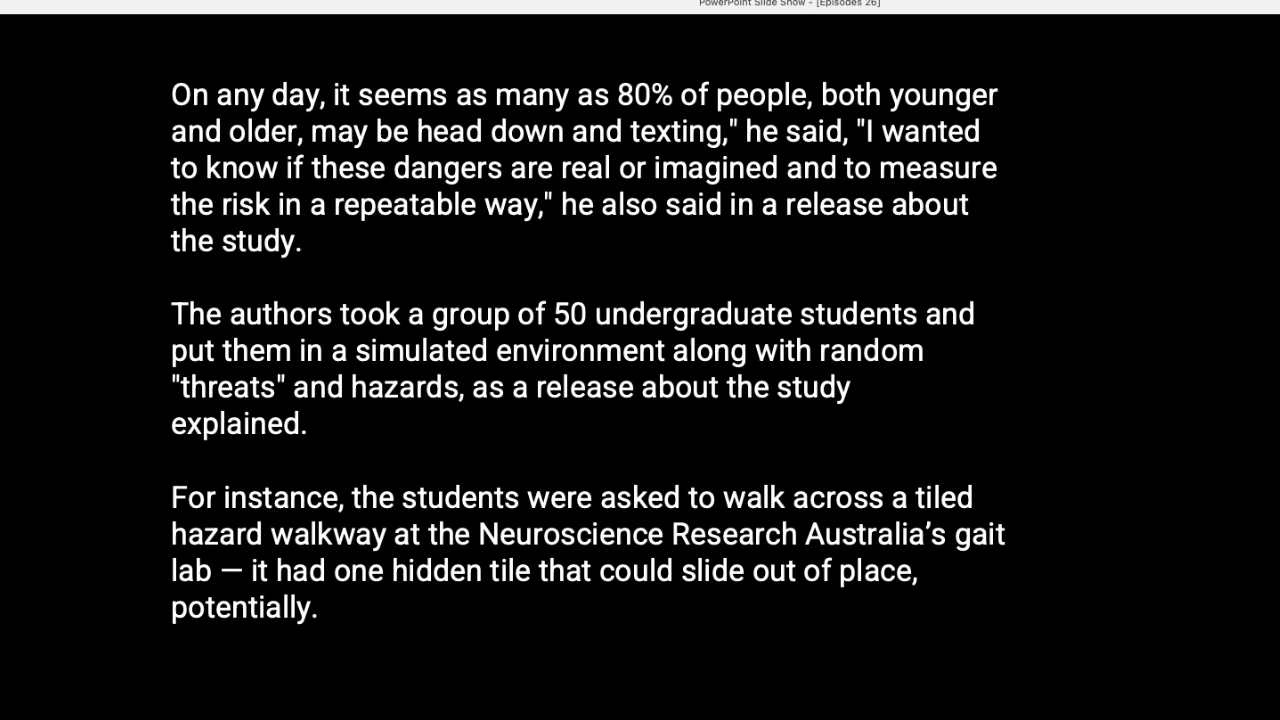 PowerPoint Slide Show - [Episodes 26]
On any day, it seems as many as 80% of people, both younger
and older, may be head down and texting," he said, "I wanted
to know if these dangers are real or imagined and to measure
the risk in a repeatable way," he also said in a release about
the study.
The authors took a group of 50 undergraduate students and
put them in a simulated environment along with random
"threats" and hazards, as a release about the study
explained.
For instance, the students were asked to walk across a tiled
hazard walkway at the Neuroscience Research Australia’s gait
lab — it had one hidden tile that could slide out of place,
potentially.